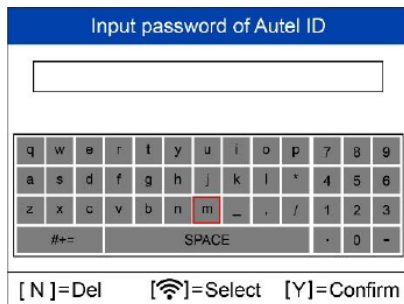 Input password of Autel ID
q w e r t y u i o p 7 8 9
a s d f g h j k l * 4 5 6
z x c v b n m _ , / 1 2 3
#+= SPACE . 0 -
[ N ]=Del []=Select [Y]=Confirm